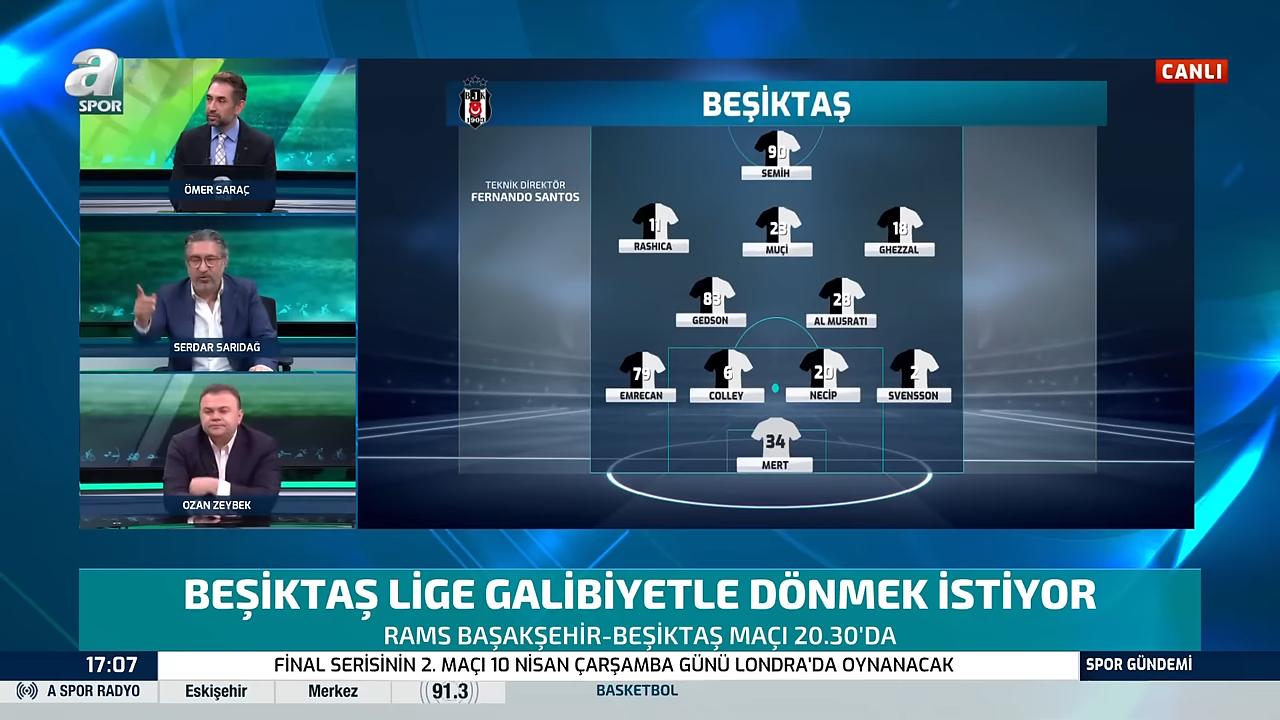 a
SPOR
CANLI
BJK
1903
BEŞİKTAŞ
TEKNİK DİREKTÖR
FERNANDO SANTOS
90
SEMİH
11
RASHICA
23
MUÇİ
18
GHEZZAL
83
GEDSON
28
AL MUSRATI
79
EMRECAN
6
COLLEY
20
NECİP
2
SVENSSON
34
MERT
ÖMER SARAÇ
SERDAR SARIDAĞ
OZAN ZEYBEK
BEŞİKTAŞ LİGE GALİBİYETLE DÖNMEK İSTİYOR
RAMS BAŞAKŞEHİR-BEŞİKTAŞ MAÇI 20.30'DA
17:07
FİNAL SERİSİNİN 2. MAÇI 10 NİSAN ÇARŞAMBA GÜNÜ LONDRA'DA OYNANACAK
SPOR GÜNDEMİ
A SPOR RADYO
Eskişehir
Merkez
91.3
BASKETBOL